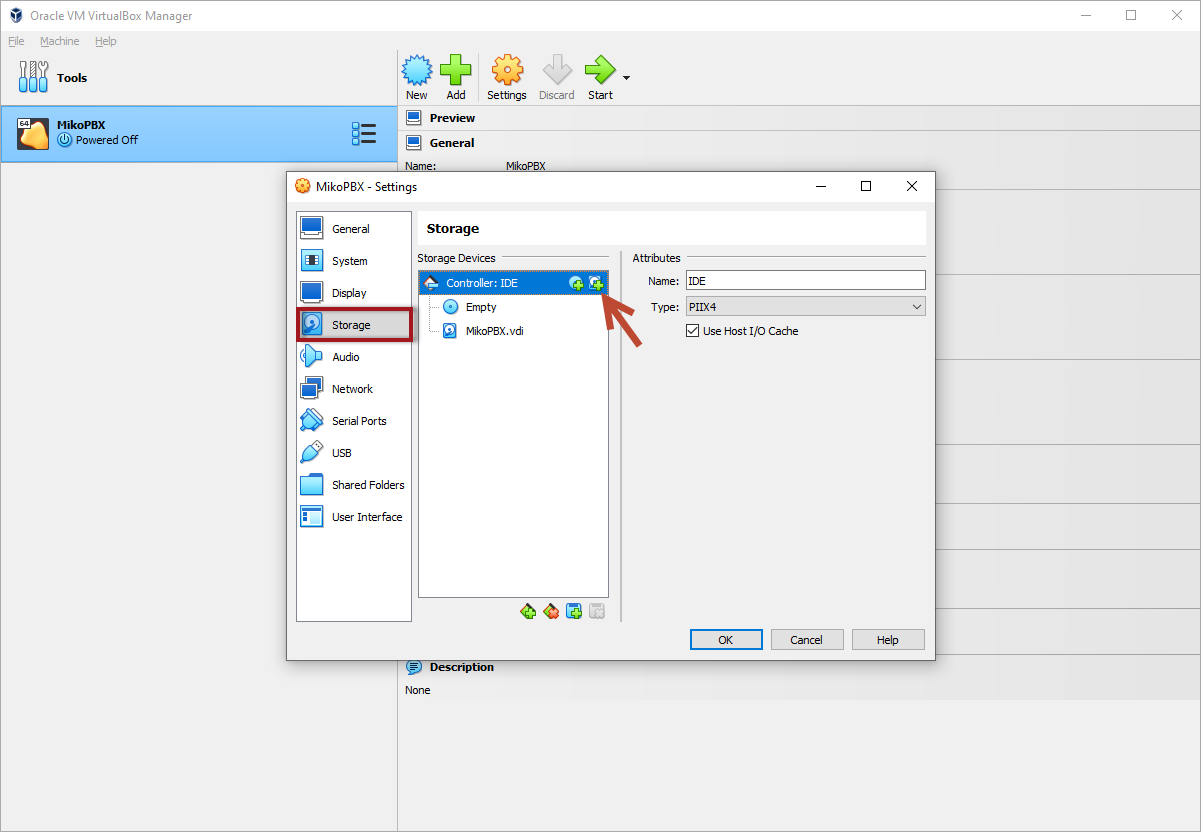 Oracle VM VirtualBox Manager
File Machine Help
Tools
New Add Settings Discard Start
64
MikoPBX
Powered Off
Preview
General
Name: MikoPBX
MikoPBX - Settings
General
System
Display
Storage
Audio
Network
Serial Ports
USB
Shared Folders
User Interface
Storage
Storage Devices
Controller: IDE
Empty
MikoPBX.vdi
Attributes
Name: IDE
Type: PIIX4
Use Host I/O Cache
OK Cancel Help
Description
None